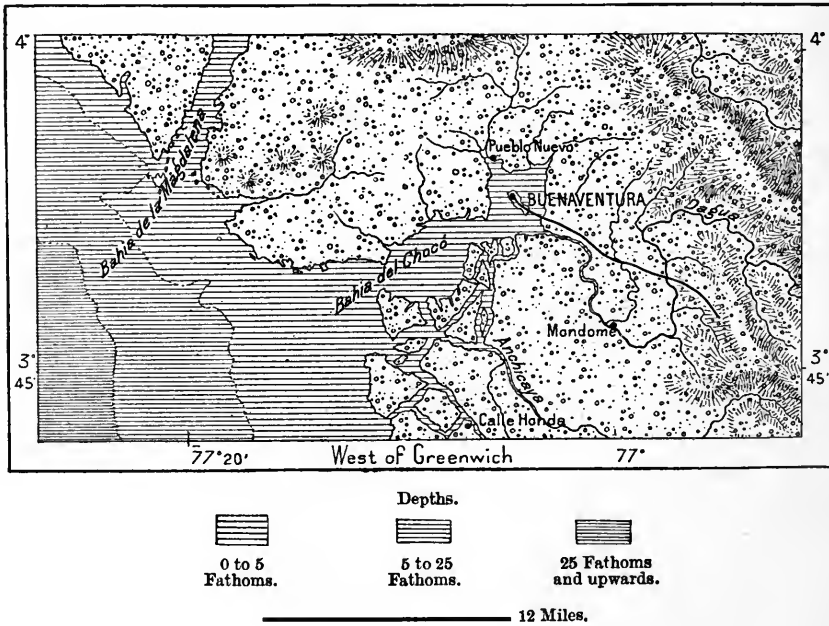 4°
4°
Bahia de la Magdalena
Pueblo Nuevo
BUENAVENTURA
Dagua
Bahia del Chocó
Mondomé
3°
45'
3°
45'
Anchicaya
Calle Honda
77°20'
West of Greenwich
77°
Depths.
0 to 5
Fathoms.
5 to 25
Fathoms.
25 Fathoms
and upwards.
12 Miles.